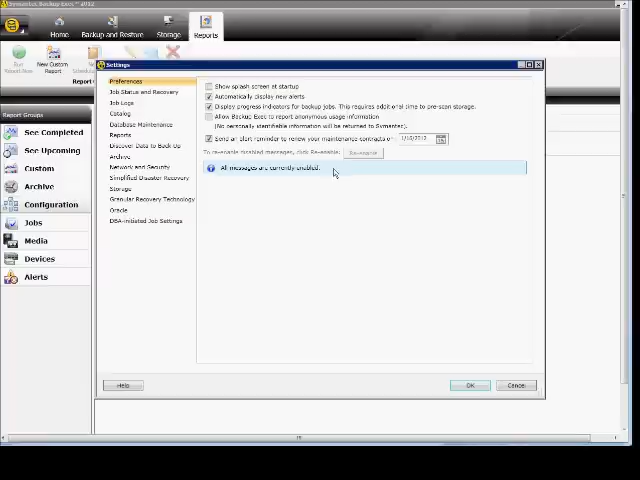 Symantec Backup Exec™ 2012
Home
Backup and Restore
Storage
Reports
Run
Report Now
New Custom
Report
Settings
Preferences
Job Status and Recovery
Job Logs
Catalog
Database Maintenance
Reports
Discover Data to Back Up
Archive
Network and Security
Simplified Disaster Recovery
Storage
Granular Recovery Technology
Oracle
DBA-initiated Job Settings
Show splash screen at startup
Automatically display new alerts
Display progress indicators for backup jobs. This requires additional time to pre-scan storage.
Allow Backup Exec to report anonymous usage information
(No personally identifiable information will be returned to Symantec)
Send an alert reminder to renew your maintenance contracts on
To re-enable disabled messages, click Re-enable:
Re-enable
All messages are currently enabled.
Help
OK
Cancel
Report Groups
See Completed
See Upcoming
Custom
Archive
Configuration
Jobs
Media
Devices
Alerts